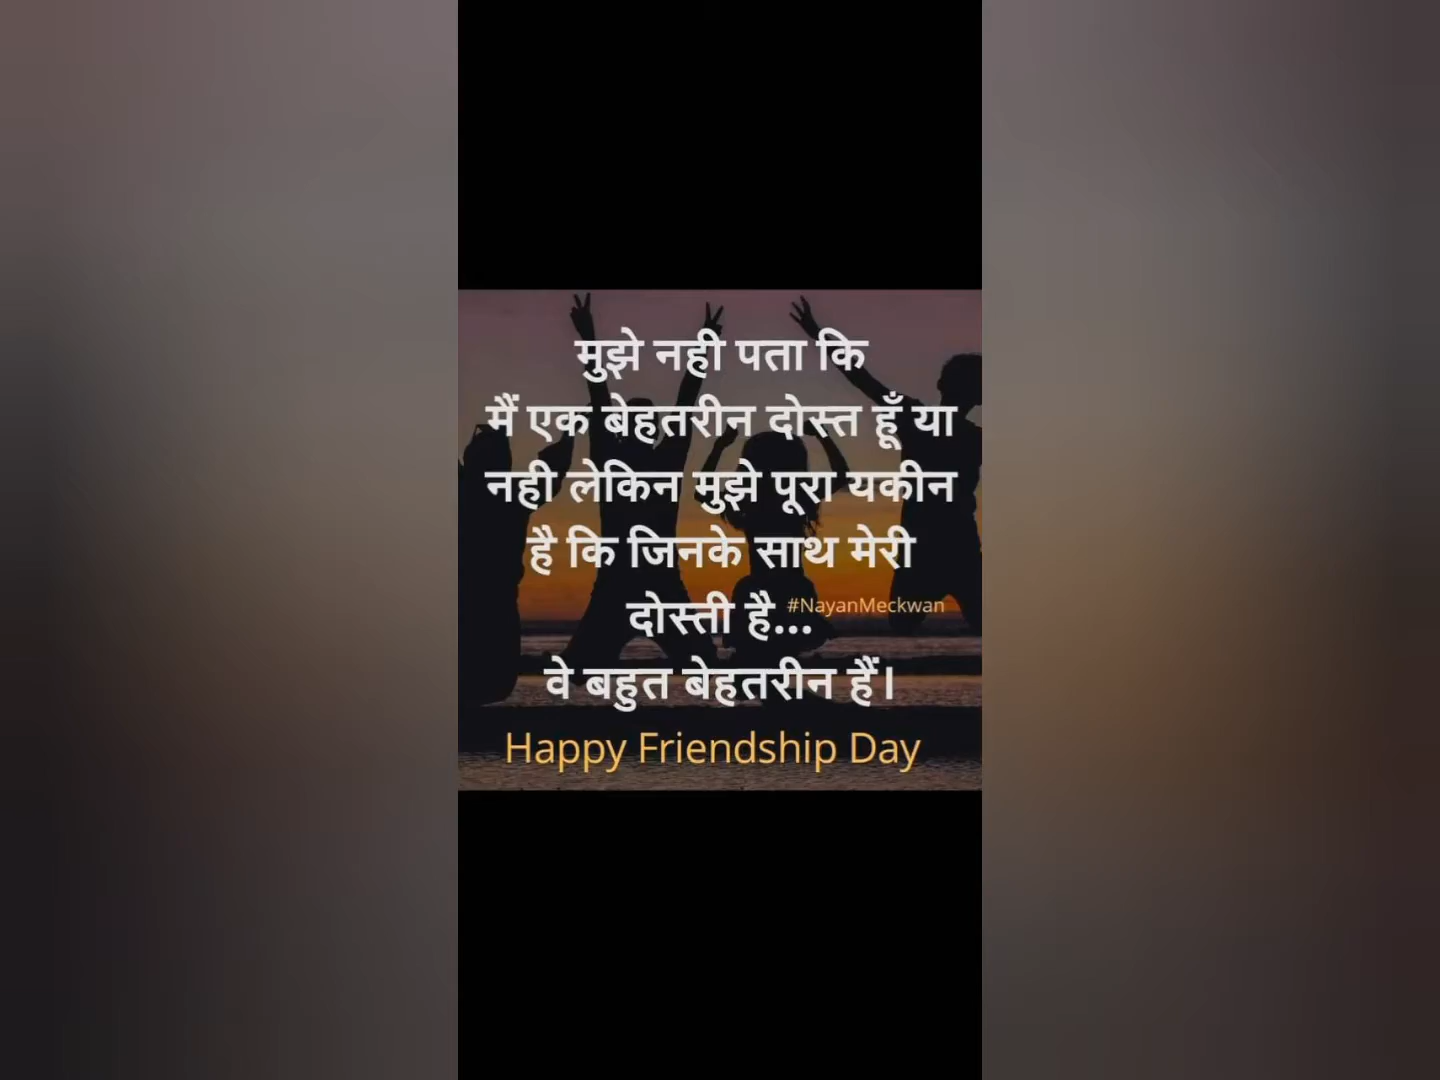 मुझे नही पता कि
मैं एक बेहतरीन दोस्त हूँ या
नही लेकिन मुझे पूरा यकीन
है कि जिनके साथ मेरी
दोस्ती है...
#NayanMeckwan
वे बहुत बेहतरीन हैं।
Happy Friendship Day